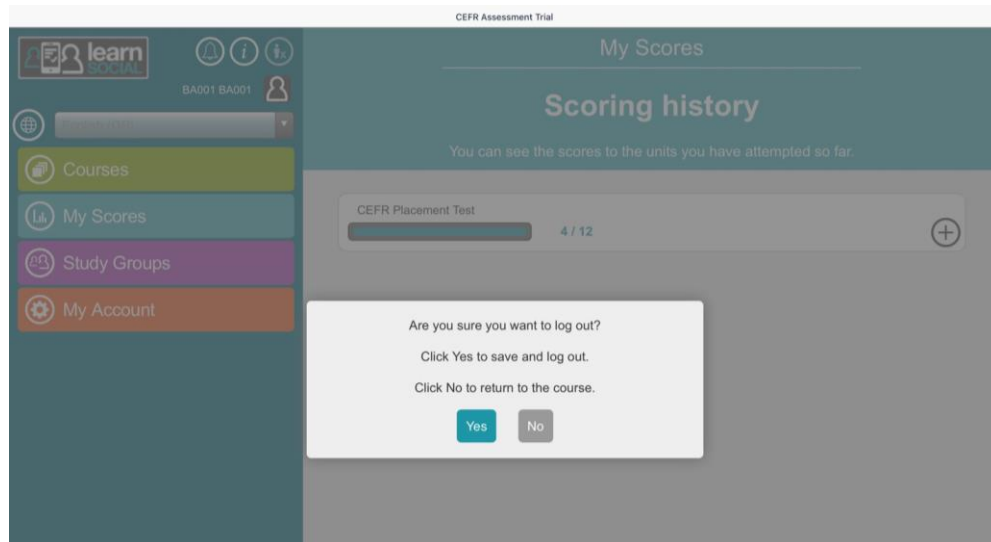 CEFR Assessment Trial
learn
SOCIAL
BA001 BA001
Courses
My Scores
Study Groups
My Account
My Scores
Scoring history
You can see the scores to the units you have attempted so far.
CEFR Placement Test
4 / 12
Are you sure you want to log out?
Click Yes to save and log out.
Click No to return to the course.
Yes
No